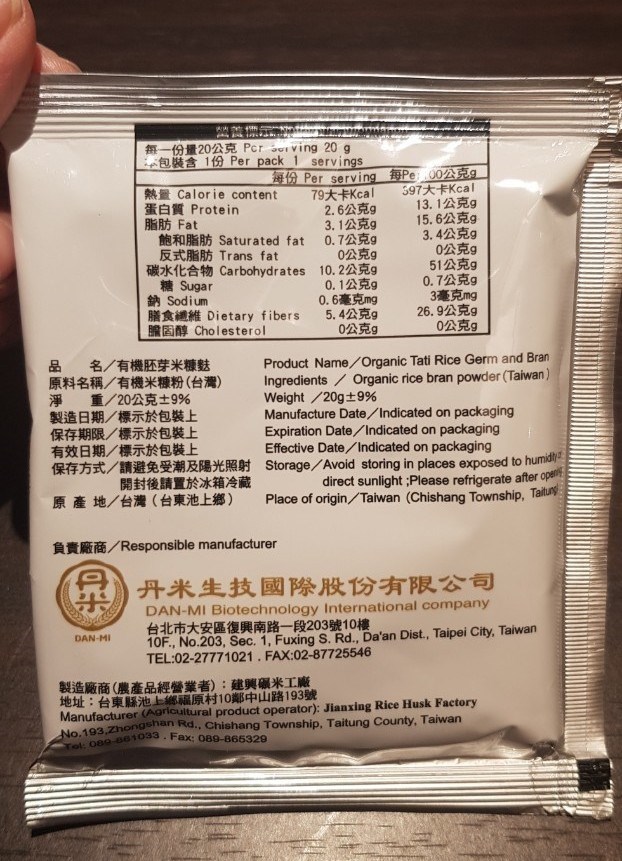 營養標示
每一份量20公克 Per serving 20 g
本包裝含 1份 Per pack 1 servings
每份 Per serving 每Per 100公克g
熱量 Calorie content 79大卡Kcal 397大卡Kcal
蛋白質 Protein 2.6公克g 13.1公克g
脂肪 Fat 3.1公克g 15.6公克g
飽和脂肪 Saturated fat 0.7公克g 3.4公克g
反式脂肪 Trans fat 0公克g 0公克g
碳水化合物 Carbohydrates 10.2公克g 51公克g
糖 Sugar 0.1公克g 0.7公克g
鈉 Sodium 0.6毫克mg 3毫克mg
膳食纖維 Dietary fibers 5.4公克g 26.9公克g
膽固醇 Cholesterol 0公克g 0公克g
品 名／有機胚芽米糠麩 Product Name／Organic Tati Rice Germ and Bran
原料名稱／有機米糠粉(台灣) Ingredients ／ Organic rice bran powder (Taiwan)
淨 重／20公克±9% Weight ／20g±9%
製造日期／標示於包裝上 Manufacture Date／Indicated on packaging
保存期限／標示於包裝上 Expiration Date／Indicated on packaging
有效日期／標示於包裝上 Effective Date／Indicated on packaging
保存方式／請避免受潮及陽光照射 Storage／Avoid storing in places exposed to humidity
開封後請置於冰箱冷藏 direct sunlight ;Please refrigerate after opening
原 產 地／台灣 (台東池上鄉) Place of origin／Taiwan (Chishang Township, Taitung)
負責廠商／Responsible manufacturer
丹米
DAN-MI
丹米生技國際股份有限公司
DAN-MI Biotechnology International company
台北市大安區復興南路一段203號10樓
10F., No.203, Sec. 1, Fuxing S. Rd., Da'an Dist., Taipei City, Taiwan
TEL:02-27771021 . FAX:02-87725546
製造廠商(農產品經營業者)：建興碾米工廠
地址：台東縣池上鄉福原村10鄰中山路193號
Manufacturer (Agricultural product operator): Jianxing Rice Husk Factory
No.193,Zhongshan Rd., Chishang Township, Taitung County, Taiwan
Tel: 089-861033 . Fax: 089-865329